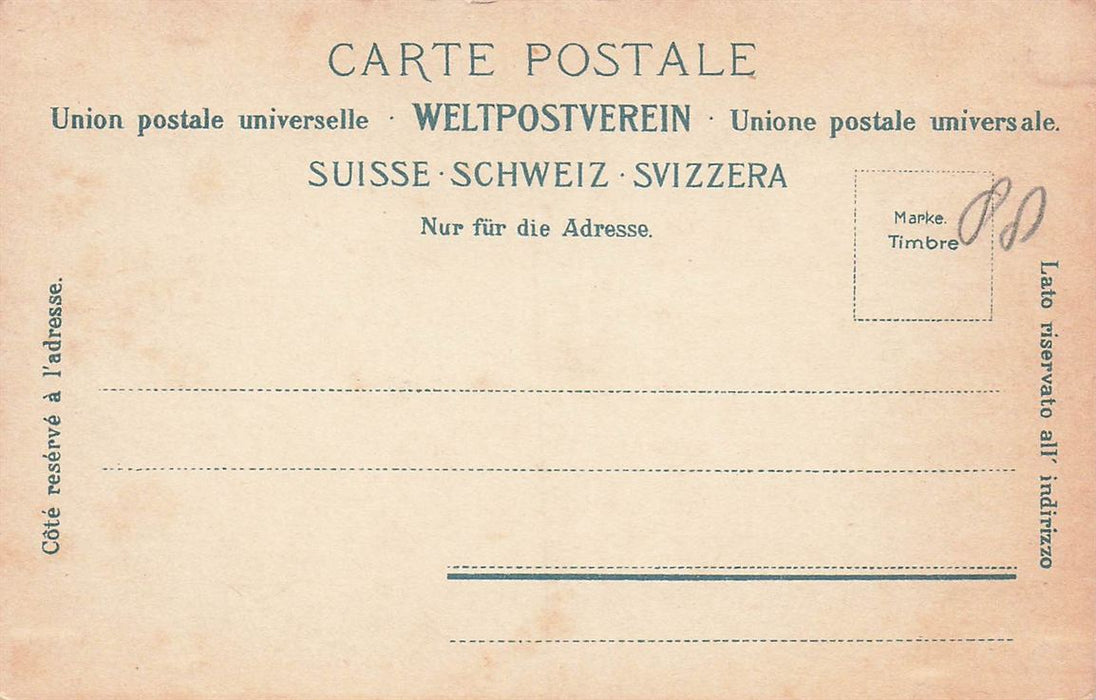 CARTE POSTALE
Union postale universelle · WELTPOSTVEREIN · Unione postale universale.
SUISSE · SCHWEIZ · SVIZZERA
Nur für die Adresse.
Marke.
Timbre
Côté resérvé à l'adresse.
Lato riservato all' indirizzo